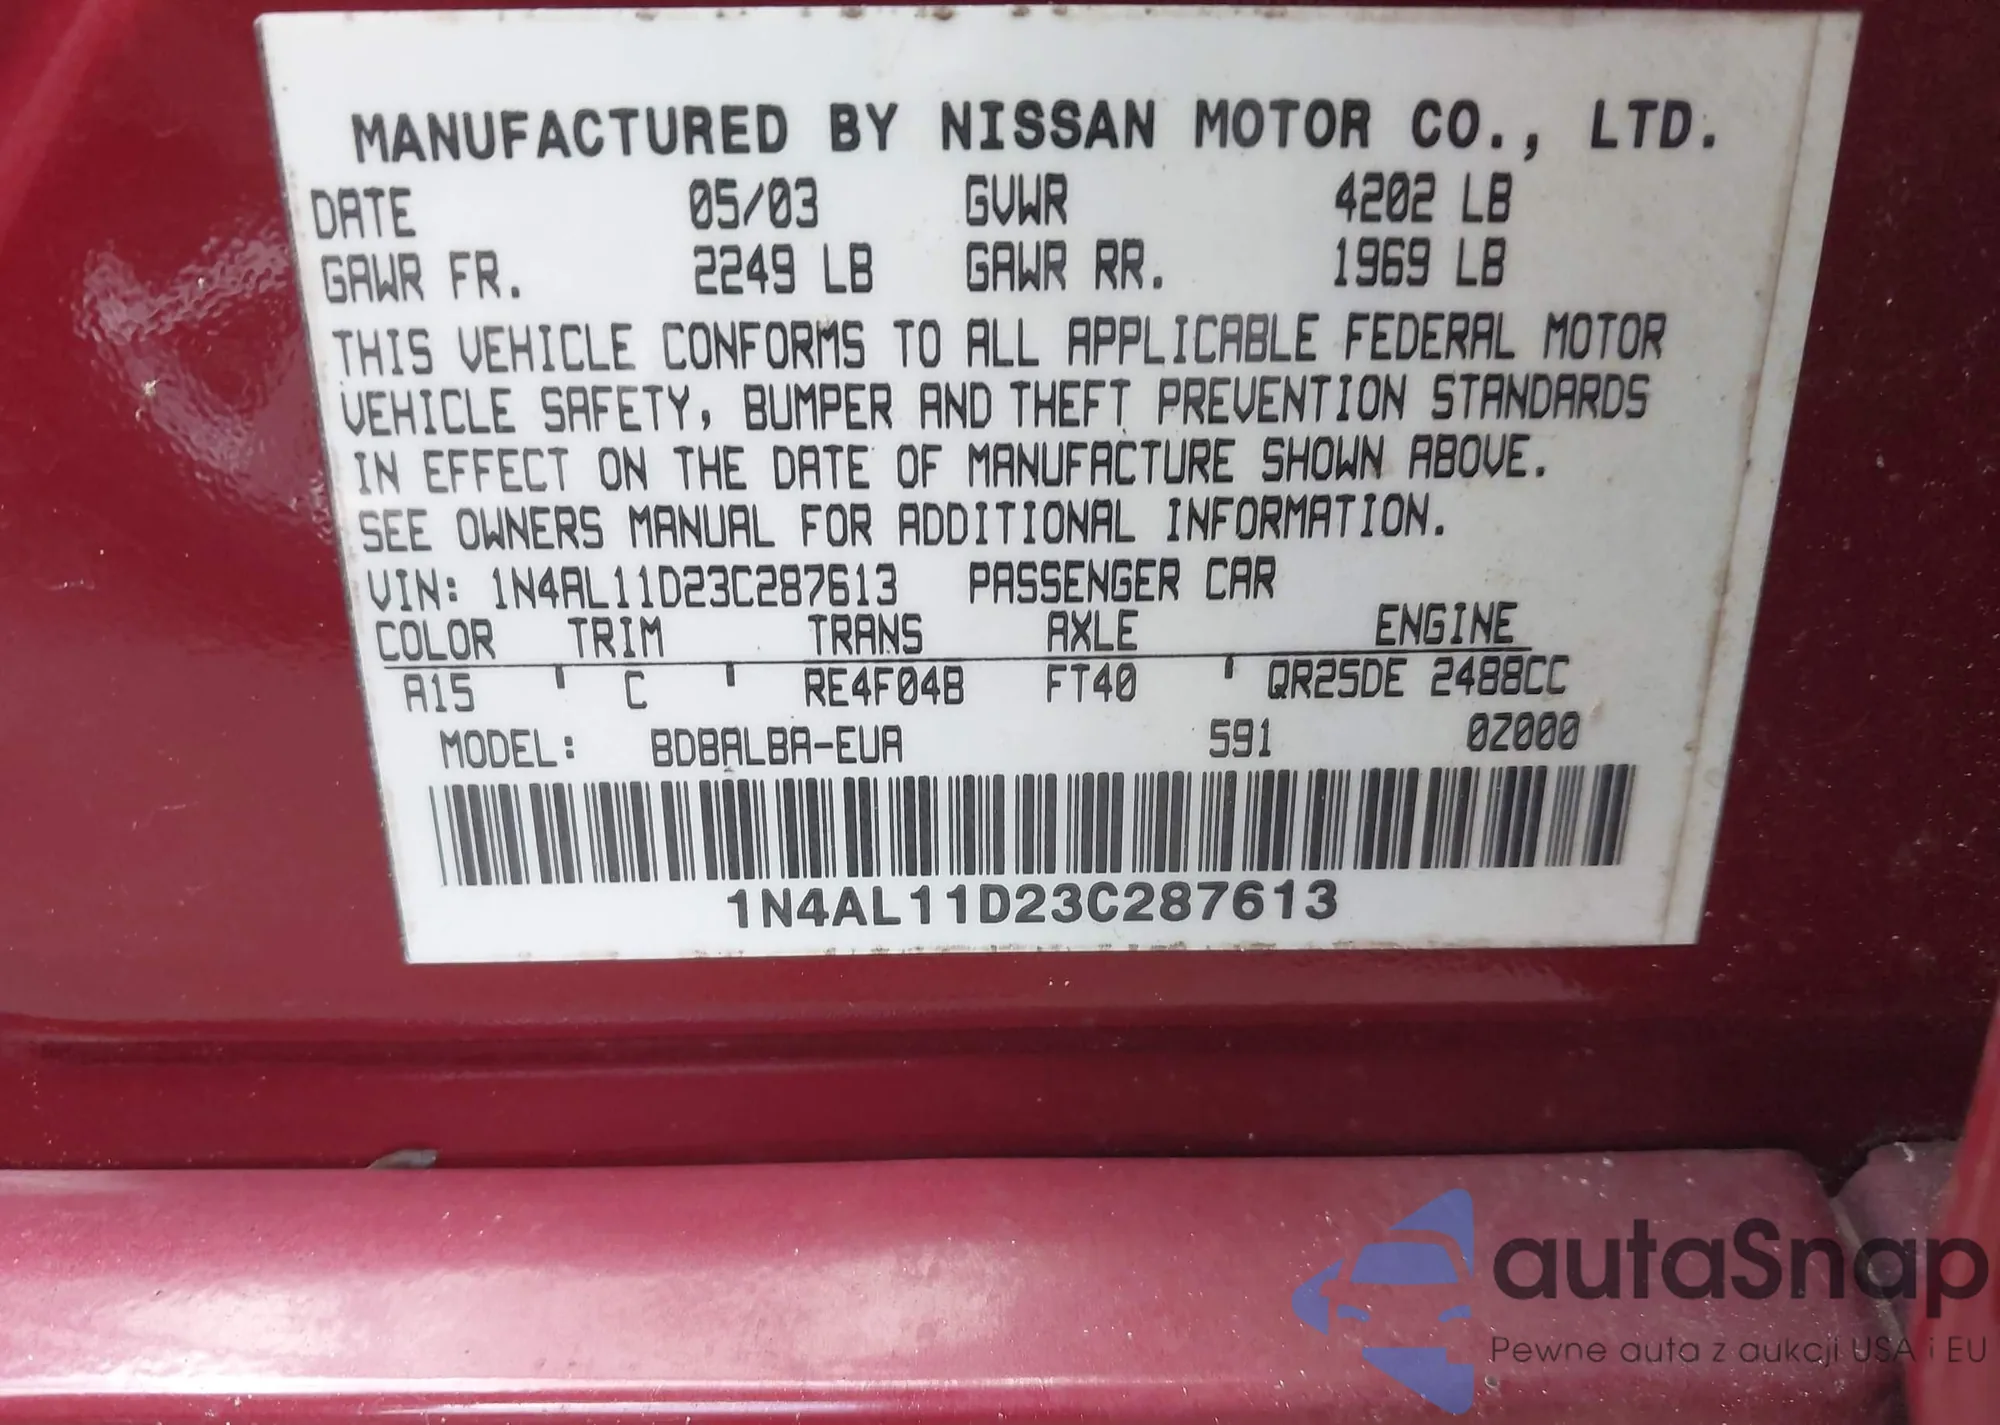 MANUFACTURED BY NISSAN MOTOR CO., LTD.
DATE 05/03 GVWR 4202 LB
GAWR FR. 2249 LB GAWR RR. 1969 LB
THIS VEHICLE CONFORMS TO ALL APPLICABLE FEDERAL MOTOR
VEHICLE SAFETY, BUMPER AND THEFT PREVENTION STANDARDS
IN EFFECT ON THE DATE OF MANUFACTURE SHOWN ABOVE.
SEE OWNERS MANUAL FOR ADDITIONAL INFORMATION.
VIN: 1N4AL11D23C287613 PASSENGER CAR
COLOR TRIM TRANS AXLE ENGINE
A15 C RE4F04B FT40 QR25DE 2488CC
MODEL: BDBALBA-EUA 591 0Z000
1N4AL11D23C287613
autaSnap
Pewne auta z aukcji USA i EU